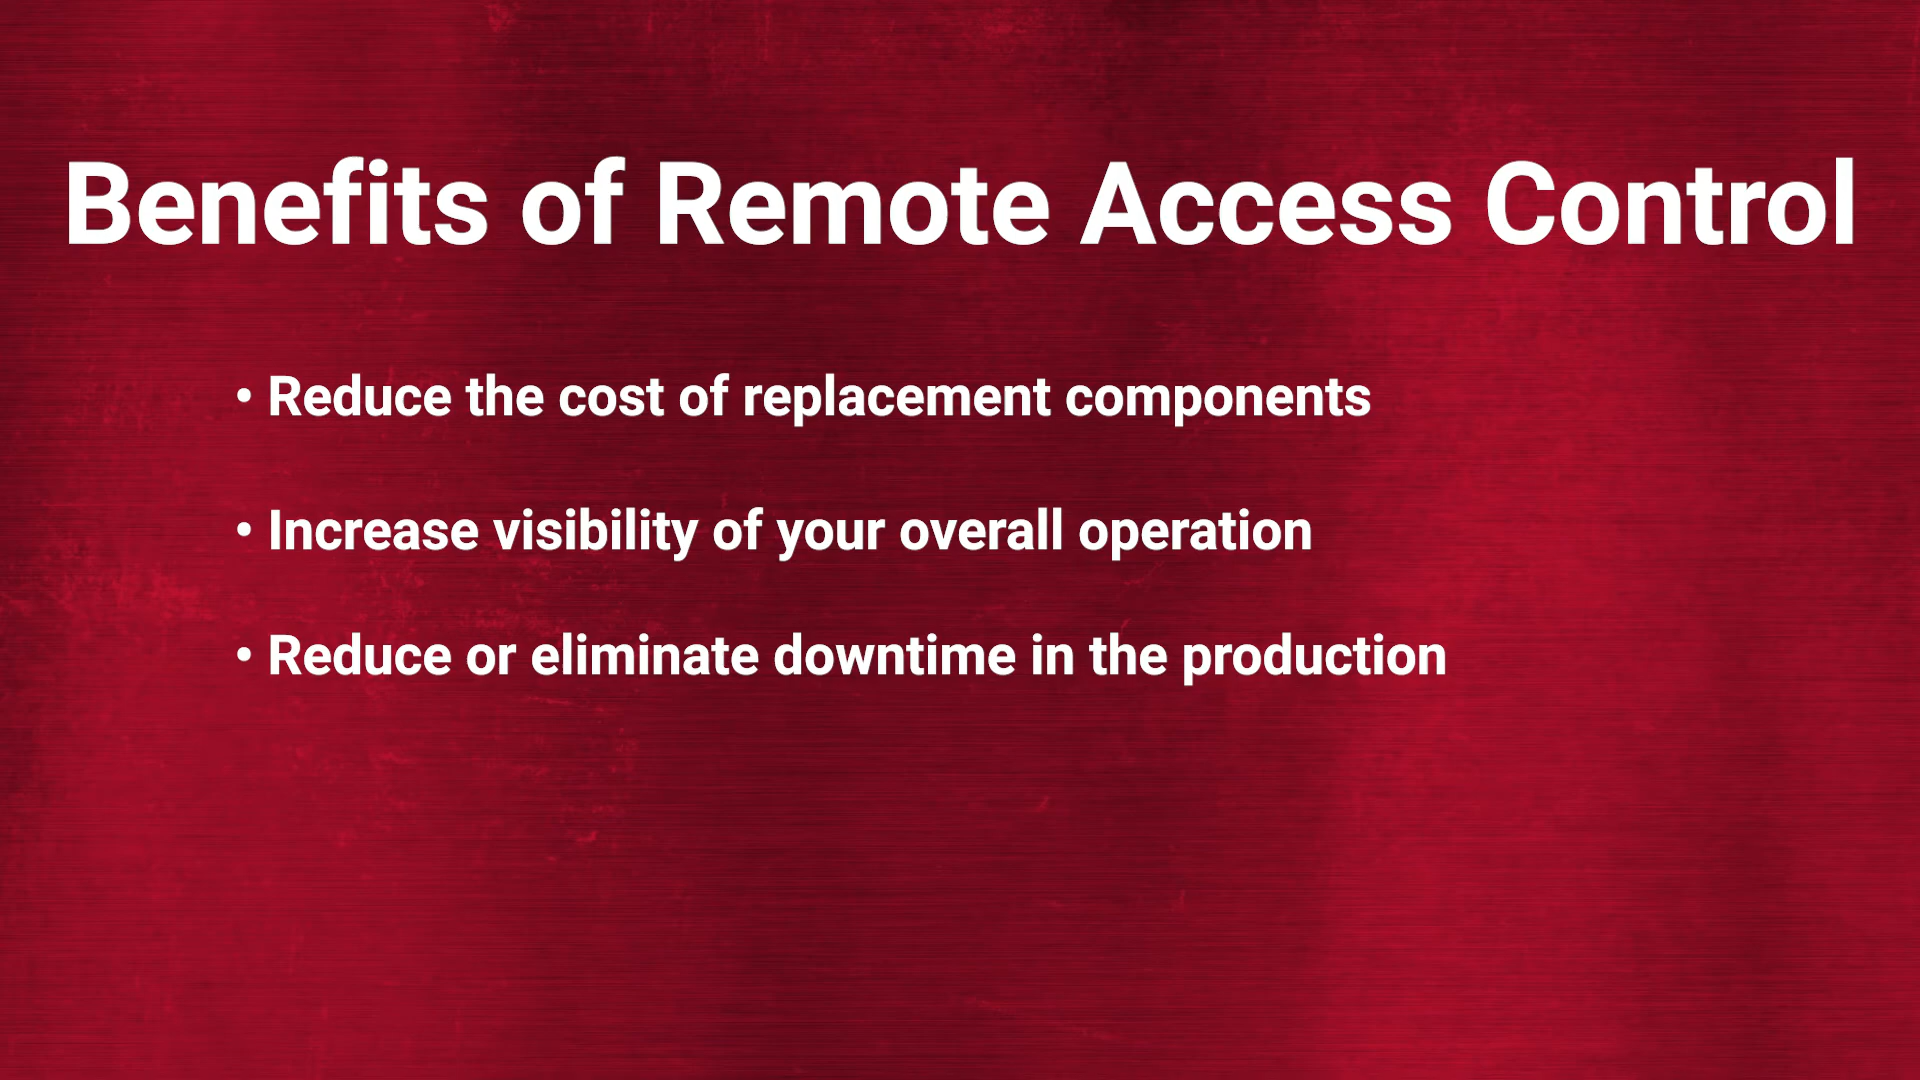 Benefits of Remote Access Control
• Reduce the cost of replacement components
• Increase visibility of your overall operation
• Reduce or eliminate downtime in the production